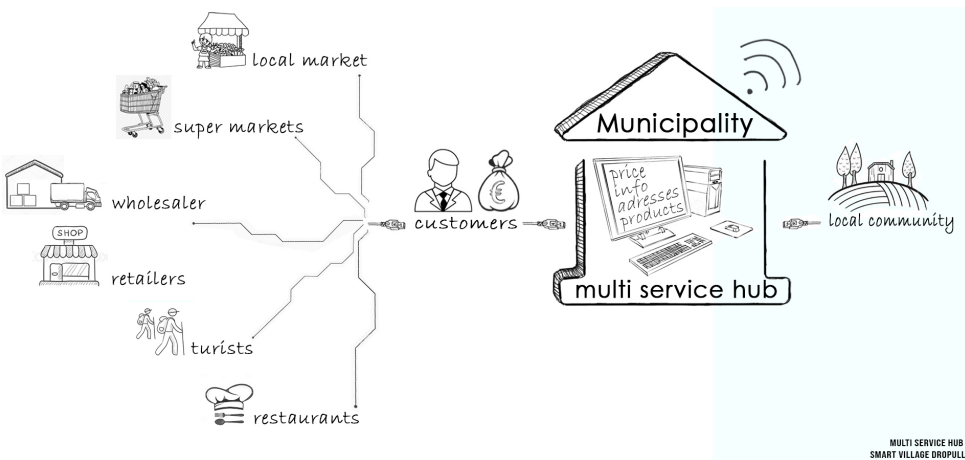 local market
super markets
wholesaler
SHOP
retailers
turists
restaurants
customers
€
Municipality
price
info
adresses
products
multi service hub
local community
MULTI SERVICE HUB
SMART VILLAGE DROPULL